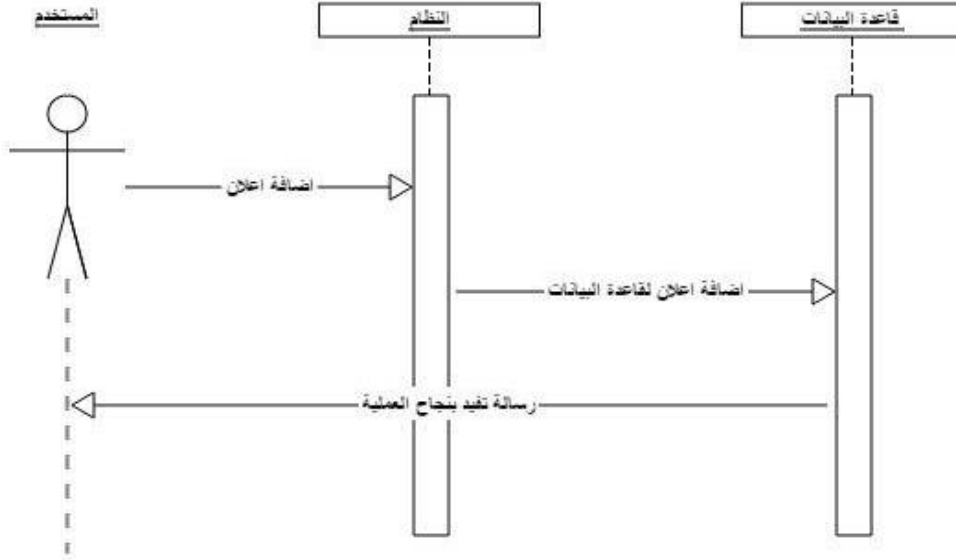 المستخدم
النظام
قاعدة البيانات
اضافة اعلان
اضافة اعلان لقاعدة البيانات
رسالة تفيد بنجاح العملية